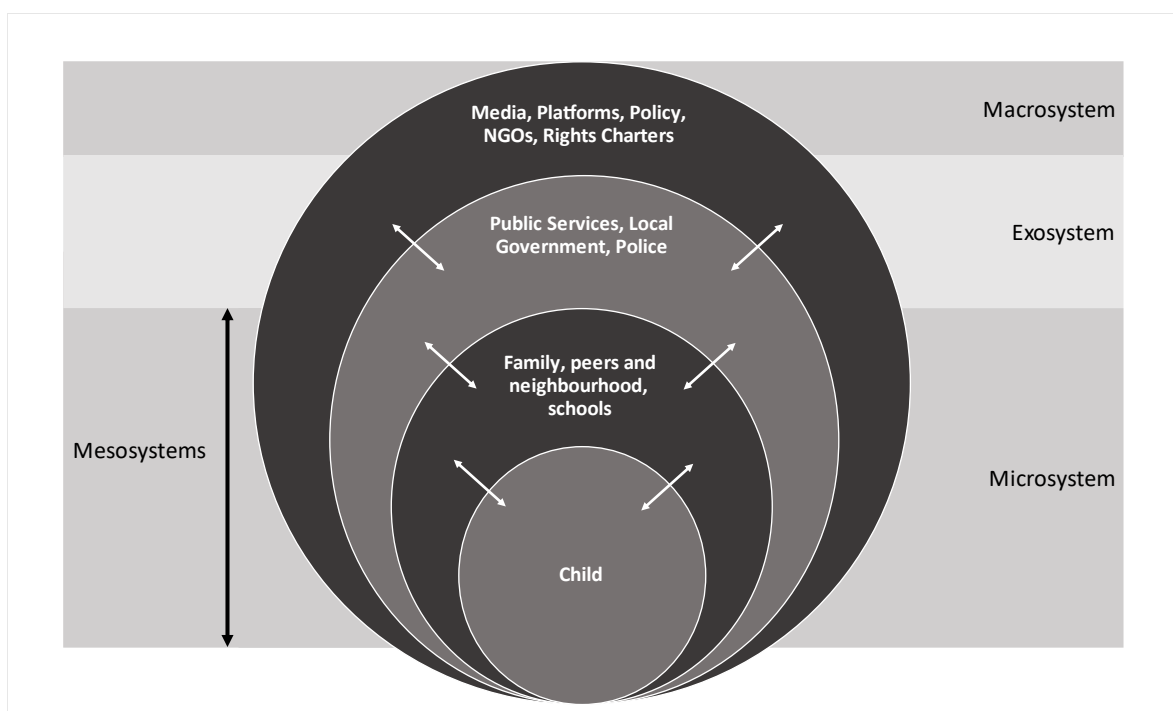 Media, Platforms, Policy,
NGOs, Rights Charters
Macrosystem
Public Services, Local
Government, Police
Exosystem
Family, peers and
neighbourhood,
schools
Mesosystems
Microsystem
Child